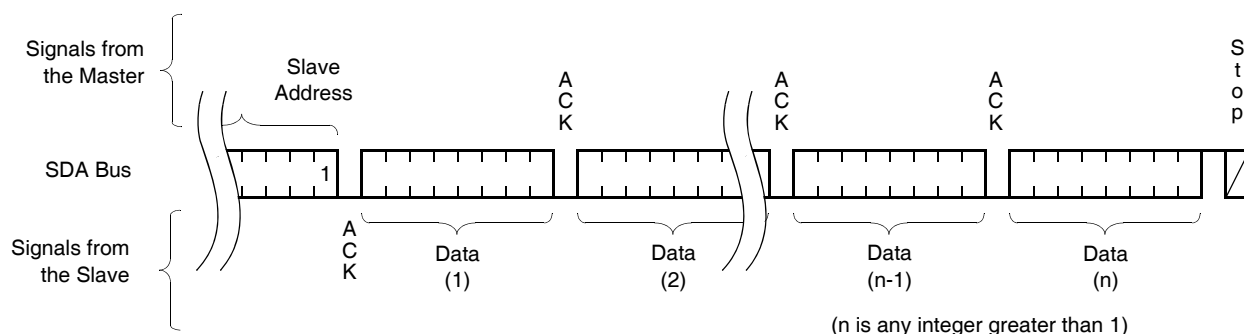 Signals from
the Master
Slave
Address
A
C
K
A
C
K
A
C
K
S
t
o
p
SDA Bus
1
Signals from
the Slave
A
C
K
Data
(1)
Data
(2)
Data
(n-1)
Data
(n)
(n is any integer greater than 1)